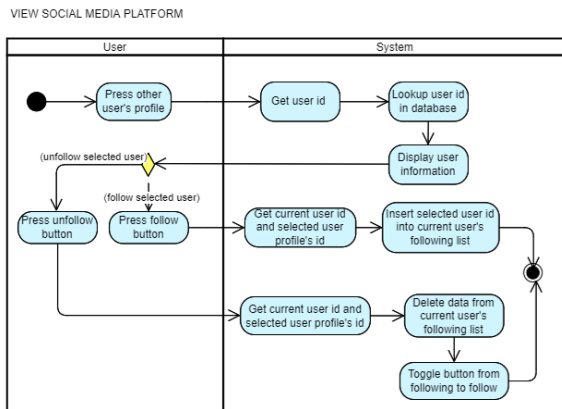 VIEW SOCIAL MEDIA PLATFORM
User
System
Press other
user's profile
Get user id
Lookup user id
in database
(unfollow selected user)
Display user
information
(follow selected user)
Press unfollow
button
Press follow
button
Get current user id
and selected user
profile's id
Insert selected user id
into current user's
following list
Get current user id and
selected user profile's id
Delete data from
current user's
following list
Toggle button from
following to follow